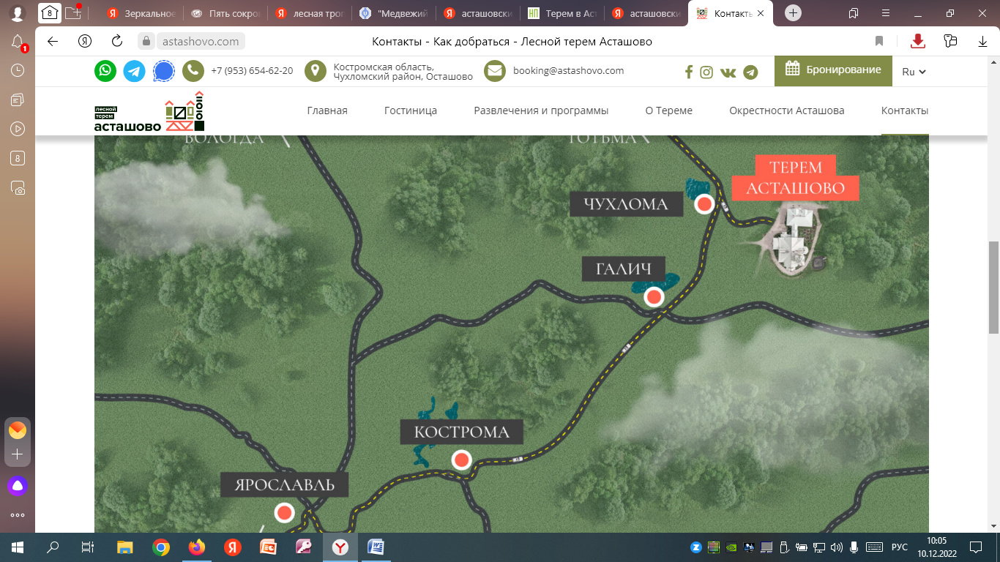 8
Зеркальное
Пять сокро
лесная троп
"Медвежий
асташовски
Терем в Аст
асташовски
Контакты
1
astashovo.com
Контакты - Как добраться - Лесной терем Асташово
+7 (953) 654-62-20
Костромская область,
Чухломский район, Осташово
booking@astashovo.com
Бронирование
Ru
лесной
терем
асташово
Главная
Гостиница
Развлечения и программы
О Тереме
Окрестности Асташова
Контакты
8
ВОЛОГДА
ТОТЬМА
ТЕРЕМ
АСТАШОВО
ЧУХЛОМА
ГАЛИЧ
КОСТРОМА
ЯРОСЛАВЛЬ
РУС
10:05
10.12.2022